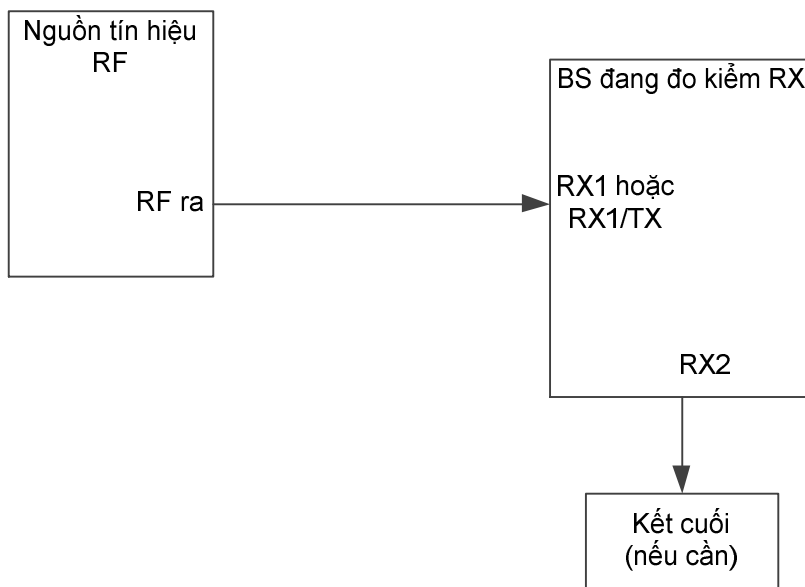 Nguồn tín hiệu
RF
RF ra
BS đang đo kiểm RX
RX1 hoặc
RX1/TX
RX2
Kết cuối
(nếu cần)